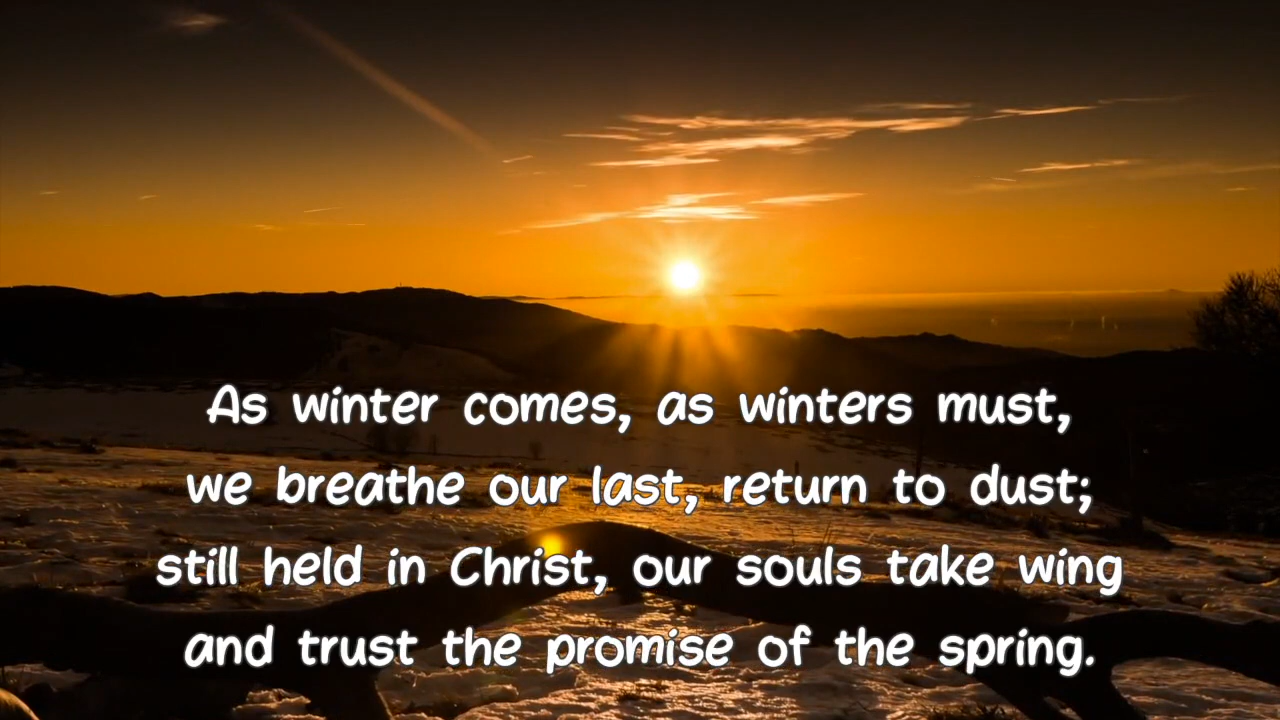 As winter comes, as winters must,
we breathe our last, return to dust;
still held in Christ, our souls take wing
and trust the promise of the spring.